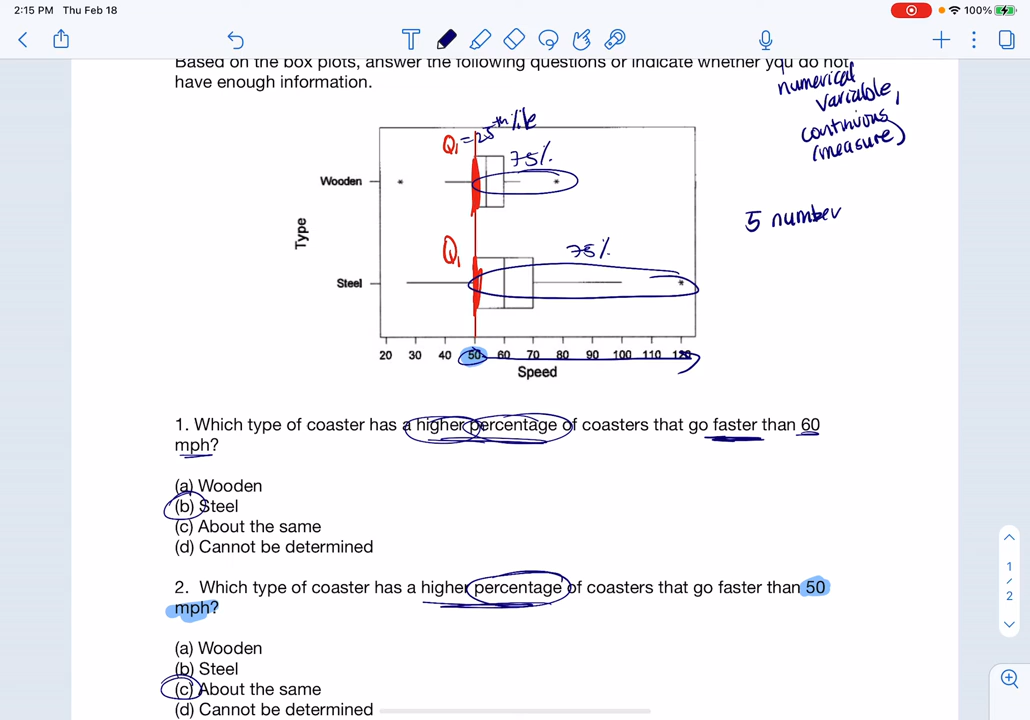 2:15 PM Thu Feb 18
100%
T
Based on the box plots, answer the following questions or indicate whether you do not
have enough information.
numerical
variable,
continuous
(measure)
Q1 = 25th %ile
75%
Wooden
5 number
Type
Q1
75%
Steel
20 30 40 50 60 70 80 90 100 110 120
Speed
1. Which type of coaster has a higher percentage of coasters that go faster than 60
mph?
(a) Wooden
(b) Steel
(c) About the same
(d) Cannot be determined
2. Which type of coaster has a higher percentage of coasters that go faster than 50
mph?
(a) Wooden
(b) Steel
(c) About the same
(d) Cannot be determined
1
/
2